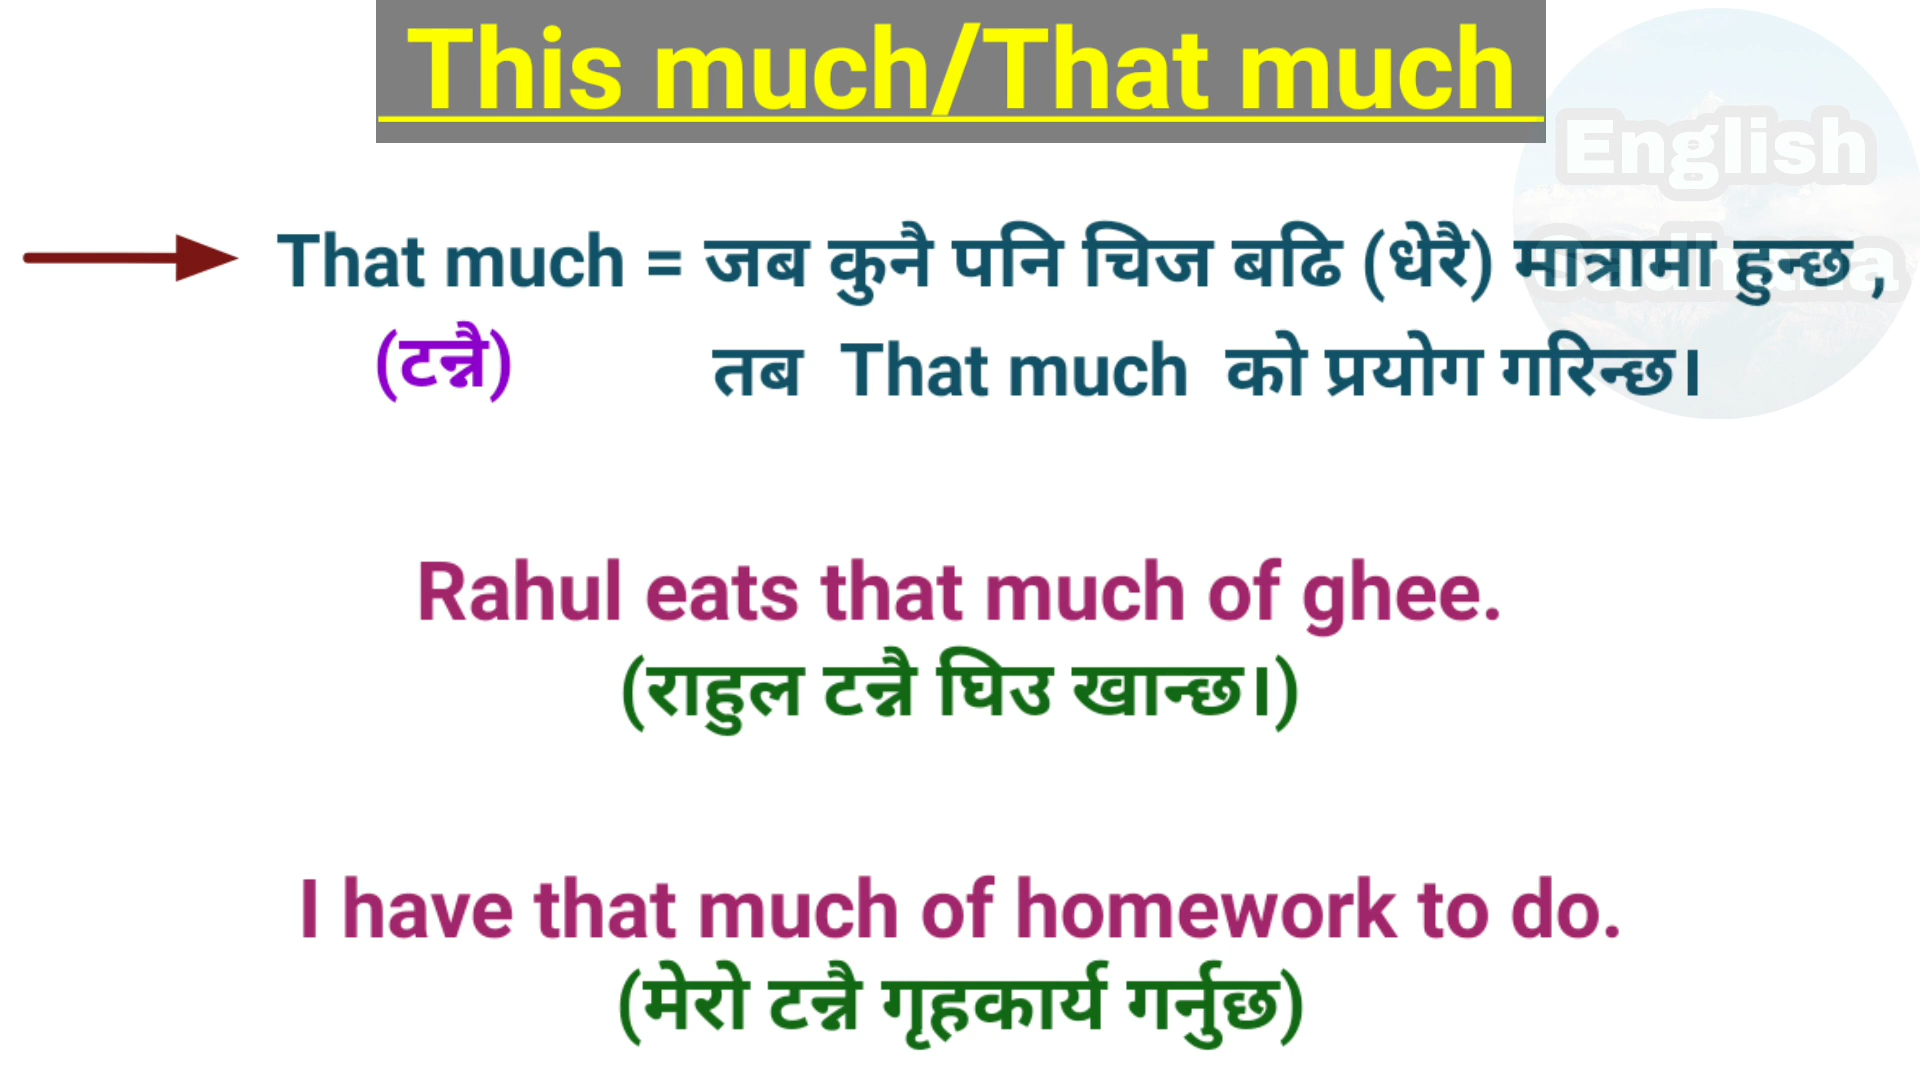 This much/That much
English
Sadhana
That much = जब कुनै पनि चिज बढि (धेरै) मात्रामा हुन्छ ,
(टन्नै) तब That much को प्रयोग गरिन्छ।
Rahul eats that much of ghee.
(राहुल टन्नै घिउ खान्छ।)
I have that much of homework to do.
(मेरो टन्नै गृहकार्य गर्नुछ)